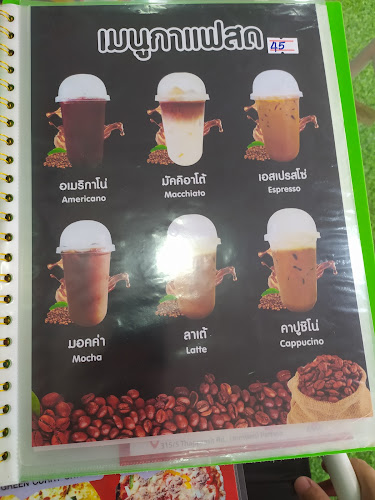 เมนูกาแฟสด 45
อเมริกาโน่
Americano
มัคคิอาโต้
Macchiato
เอสเปรสโซ่
Espresso
มอคค่า
Mocha
ลาเต้
Latte
คาปูชิโน่
Cappucino
GREEN CURRY